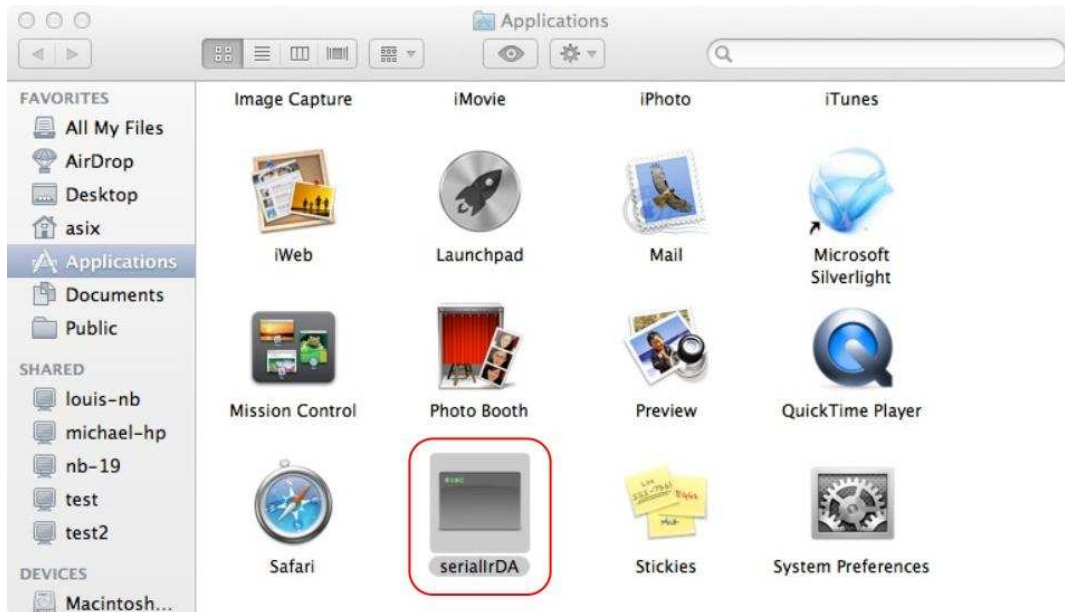 Applications
FAVORITES
All My Files
AirDrop
Desktop
asix
Applications
Documents
Public
SHARED
louis-nb
michael-hp
nb-19
test
test2
DEVICES
Macintosh...
Image Capture
iMovie
iPhoto
iTunes
iWeb
Launchpad
Mail
Microsoft
Silverlight
Mission Control
Photo Booth
Preview
QuickTime Player
Safari
exec
serialIrDA
Stickies
System Preferences